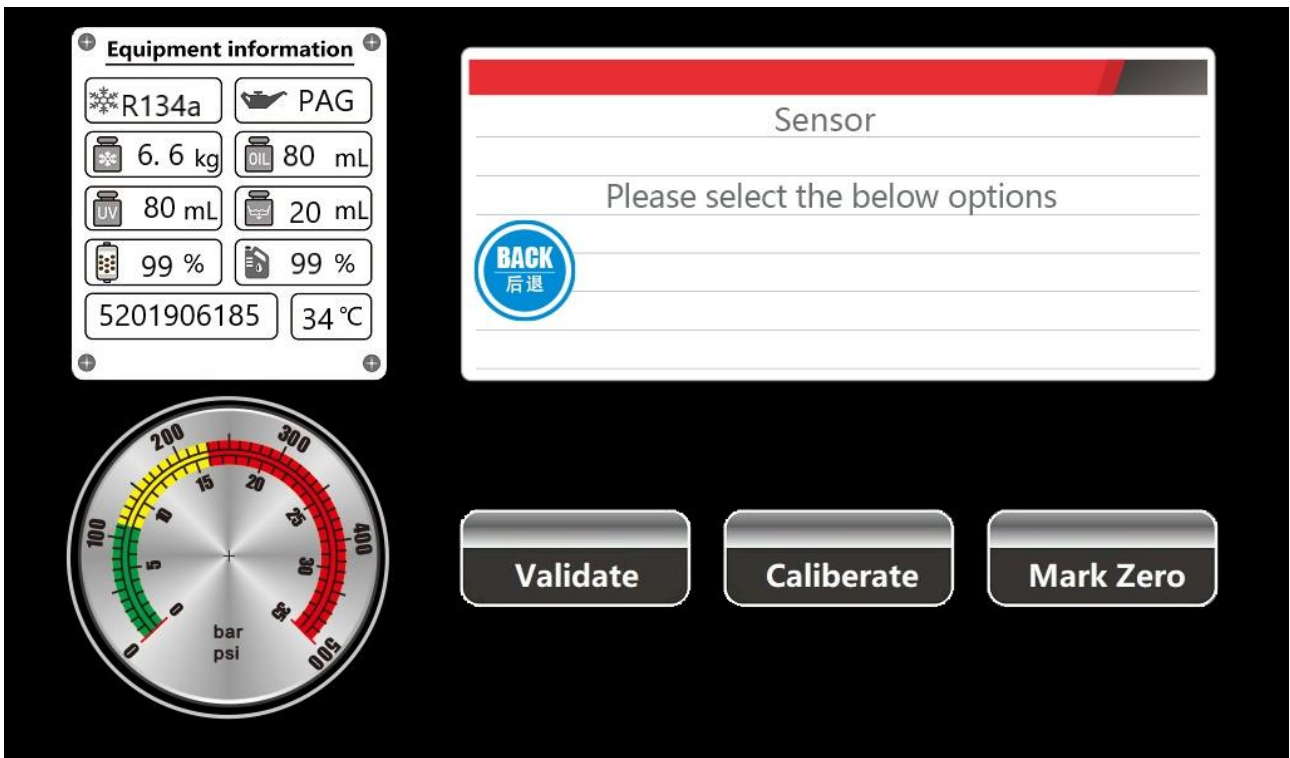 Equipment information
R134a
PAG
6. 6 kg
OIL
80 mL
UV
80 mL
20 mL
99 %
99 %
5201906185
34 ℃
Sensor
Please select the below options
BACK
后退
0
100
200
300
400
500
0
5
10
15
20
25
30
35
bar
psi
Validate
Caliberate
Mark Zero